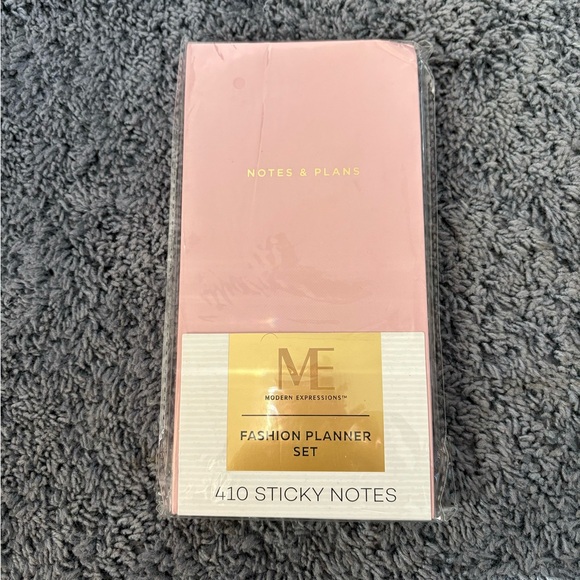 NOTES & PLANS
ME
MODERN EXPRESSIONS™
FASHION PLANNER
SET
410 STICKY NOTES